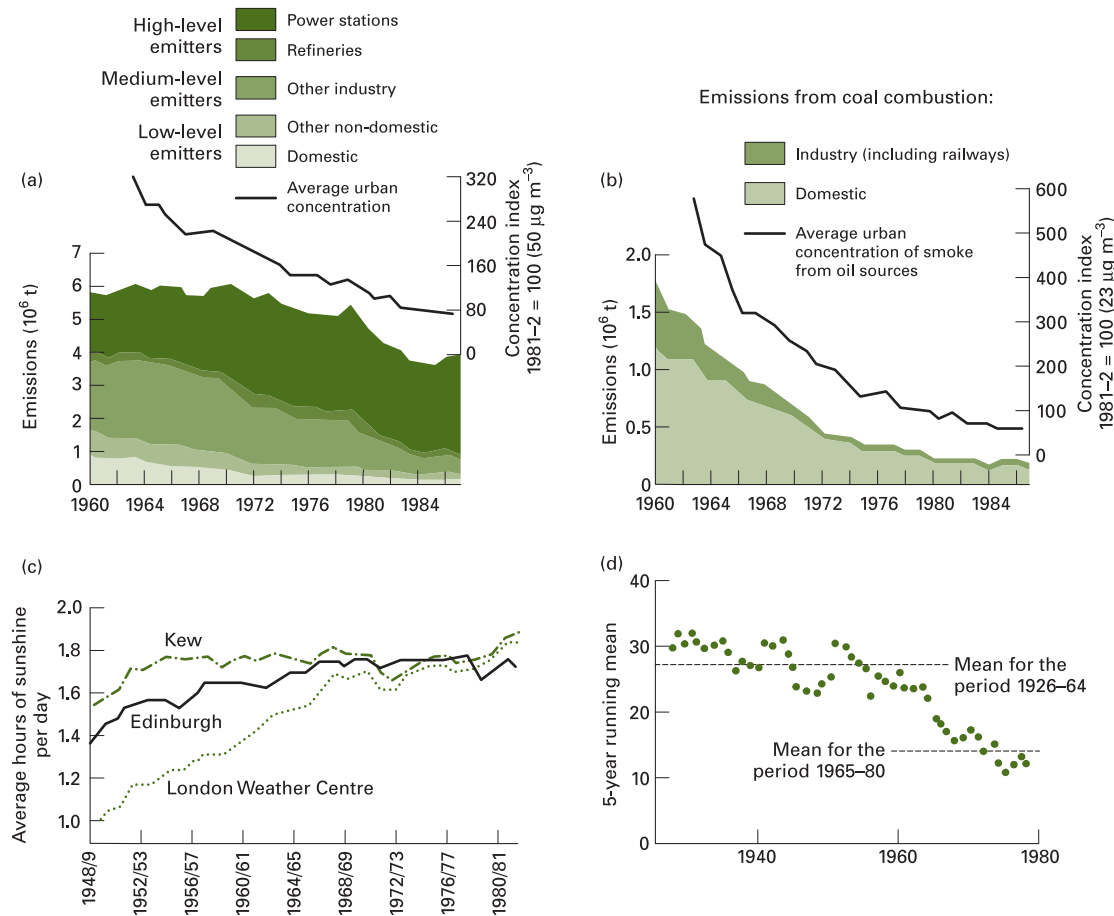 High-level
emitters
Power stations
Refineries
Medium-level
emitters
Other industry
Low-level
emitters
Other non-domestic
Domestic
Average urban
concentration
(a)
320
240
160
80
0
Concentration index
1981–2 = 100 (50 µg m⁻³)
7
6
5
4
3
2
1
0
Emissions (10⁶ t)
1960 1964 1968 1972 1976 1980 1984
Emissions from coal combustion:
Industry (including railways)
Domestic
Average urban
concentration of smoke
from oil sources
(b)
600
500
400
300
200
100
0
Concentration index
1981–2 = 100 (23 µg m⁻³)
2.0
1.5
1.0
0.5
0
Emissions (10⁶ t)
1960 1964 1968 1972 1976 1980 1984
(c)
2.0
1.8
1.6
1.4
1.2
1.0
Average hours of sunshine
per day
Kew
Edinburgh
London Weather Centre
1948/9
1952/53
1956/57
1960/61
1964/65
1968/69
1972/73
1976/77
1980/81
(d)
40
30
20
10
0
5-year running mean
Mean for the
period 1926–64
Mean for the
period 1965–80
1940 1960 1980